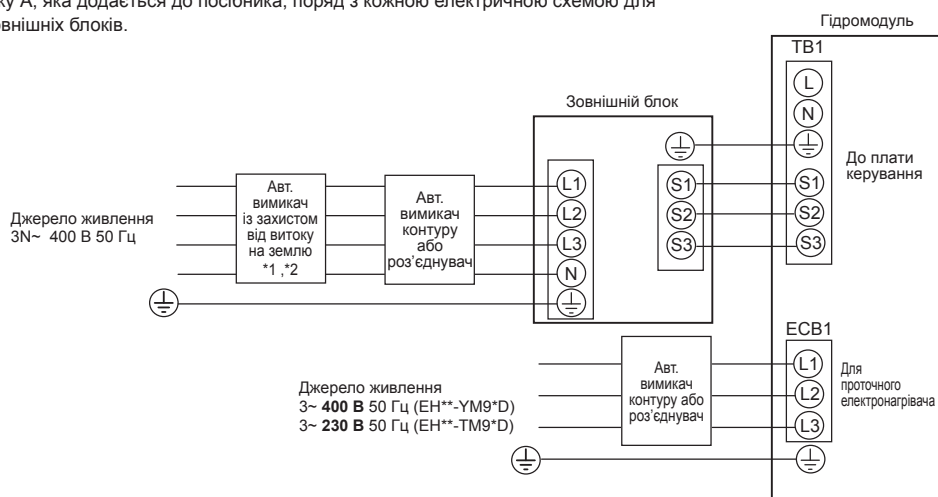 ку A, яка додається до посібника, поряд з кожною електричною схемою для
овнішніх блоків.
Гідромодуль
TB1
L
N
До плати
керування
S1
S2
S3
Зовнішній блок
L1
L2
L3
N
S1
S2
S3
Авт.
вимикач
із захистом
від витоку
на землю
*1 ,*2
Авт.
вимикач
контуру
або
роз’єднувач
Джерело живлення
3N~ 400 В 50 Гц
ECB1
L1
L2
L3
Для
проточного
електронагрівача
Авт.
вимикач
контуру або
роз’єднувач
Джерело живлення
3~ 400 В 50 Гц (EH**-YM9*D)
3~ 230 В 50 Гц (EH**-TM9*D)